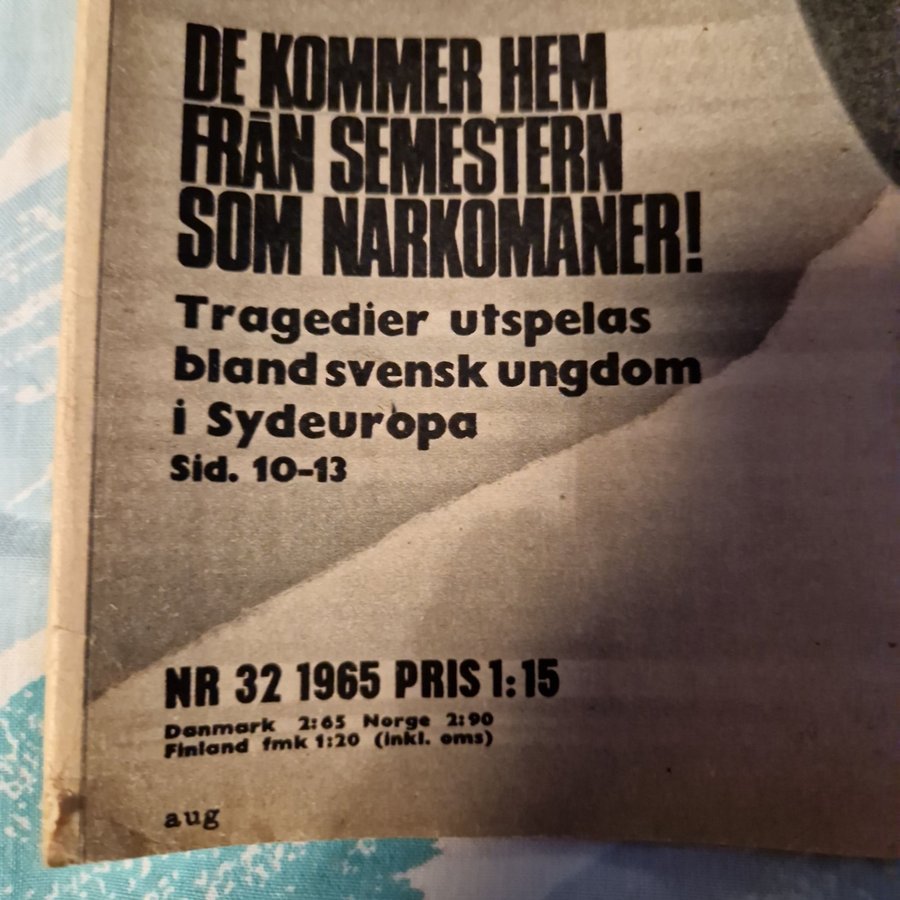 DE KOMMER HEM
FRÅN SEMESTERN
SOM NARKOMANER!
Tragedier utspelas
bland svensk ungdom
i Sydeuropa
Sid. 10-13
NR 32 1965 PRIS 1:15
Danmark 2:65 Norge 2:90
Finland fmk 1:20 (inkl. oms)
aug